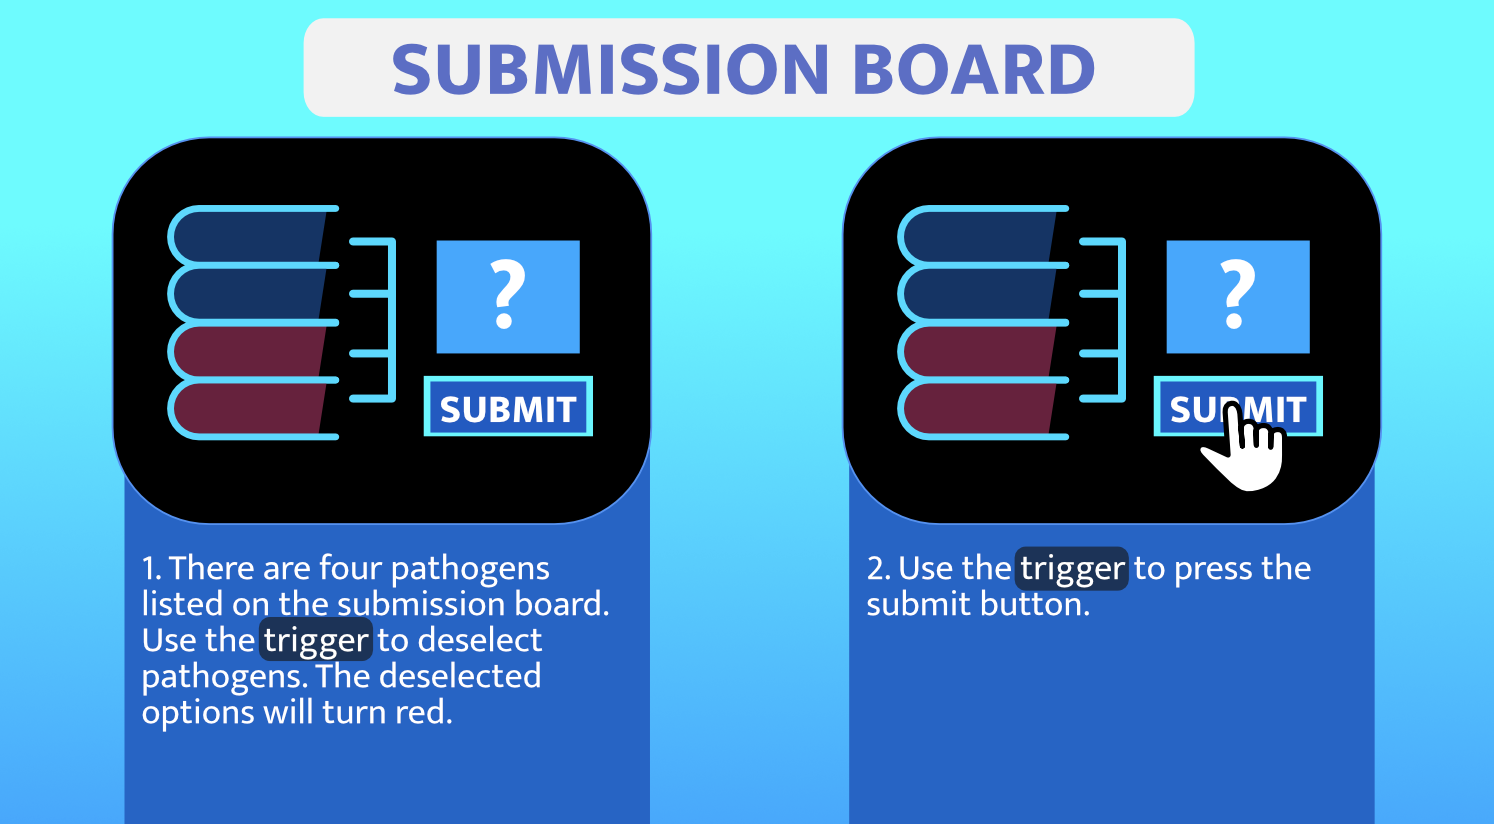 SUBMISSION BOARD
?
SUBMIT
1. There are four pathogens
listed on the submission board.
Use the trigger to deselect
pathogens. The deselected
options will turn red.
?
SUBMIT
2. Use the trigger to press the
submit button.